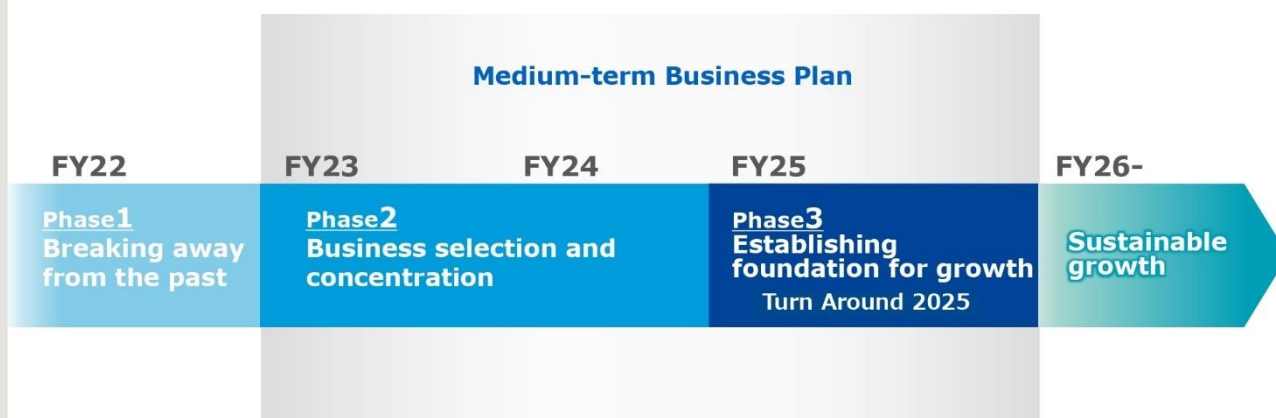 Medium-term Business Plan
FY22
FY23
FY24
FY25
FY26-
Phase1
Breaking away
from the past
Phase2
Business selection and
concentration
Phase3
Establishing
foundation for growth
Turn Around 2025
Sustainable
growth